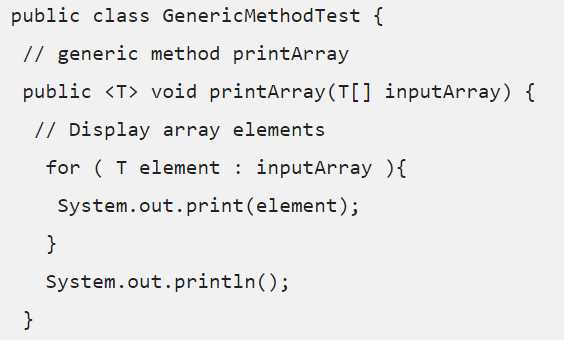 public class GenericMethodTest {
// generic method printArray
public <T> void printArray(T[] inputArray) {
// Display array elements
for ( T element : inputArray ){
System.out.print(element);
}
System.out.println();
}